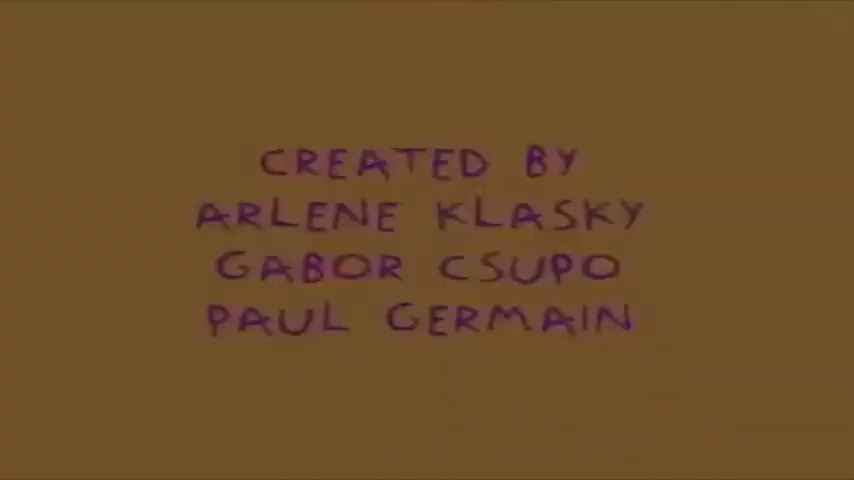 CREATED BY
ARLENE KLASKY
GABOR CSUPO
PAUL GERMAIN